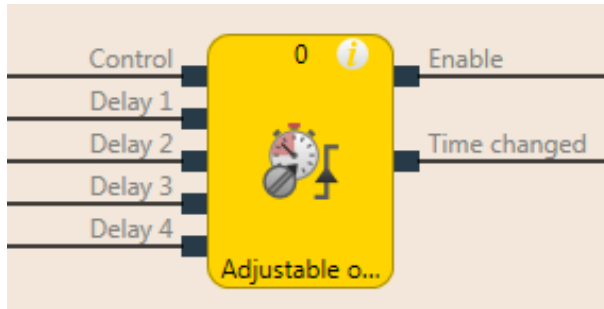 Control
0
i
Enable
Delay 1
Delay 2
Time changed
Delay 3
Delay 4
Adjustable o...